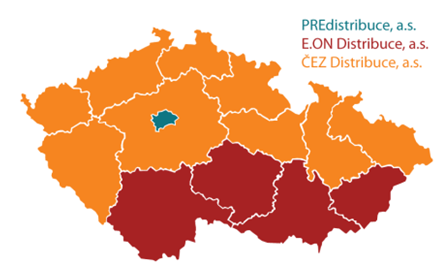 PREdistribuce, a.s.
E.ON Distribuce, a.s.
ČEZ Distribuce, a.s.